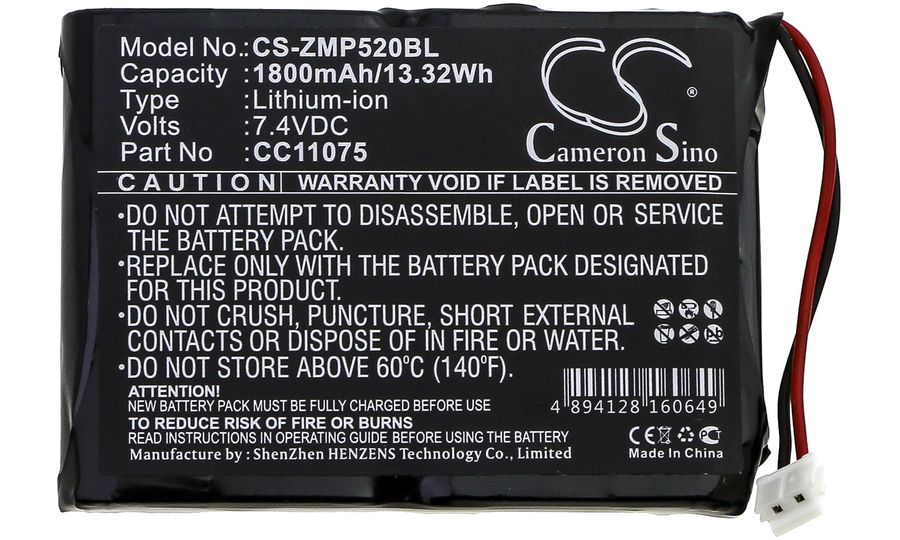 Model No.: CS-ZMP520BL
Capacity :1800mAh/13.32Wh
Type :Lithium-ion
Volts :7.4VDC
Part No :CC11075
CS ®
Cameron Sino
CAUTION WARRANTY VOID IF LABEL IS REMOVED
•DO NOT ATTEMPT TO DISASSEMBLE, OPEN OR SERVICE
THE BATTERY PACK.
•REPLACE ONLY WITH THE BATTERY PACK DESIGNATED
FOR THIS PRODUCT.
•DO NOT CRUSH, PUNCTURE, SHORT EXTERNAL
CONTACTS OR DISPOSE OF IN FIRE OR WATER.
•DO NOT STORE ABOVE 60ºC (140ºF).
ATTENTION!
NEW BATTERY PACK MUST BE FULLY CHARGED BEFORE USE
TO REDUCE RISK OF FIRE OR BURNS
READ INSTRUCTIONS IN OPERATING GUIDE BEFORE USING THE BATTERY
Manufacture by : ShenZhen HENZENS Technology Co., Limited
4 894128 160649
CE PCT
Made In China